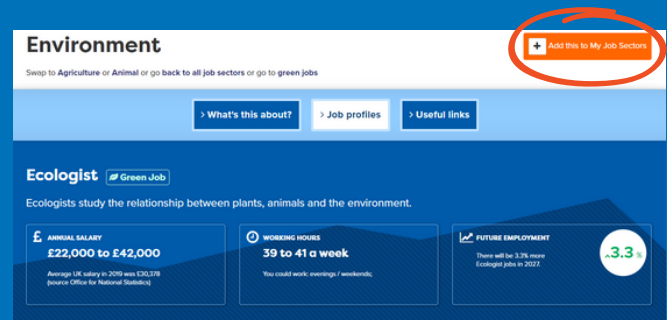 Environment
+ Add this to My Job Sectors
Swap to Agriculture or Animal or go back to all job sectors or go to green jobs
> What's this about?
> Job profiles
> Useful links
Ecologist Green Job
Ecologists study the relationship between plants, animals and the environment.
£ ANNUAL SALARY
£22,000 to £42,000
Average UK salary in 2019 was £30,378
(source Office for National Statistics)
WORKING HOURS
39 to 41 a week
You could work: evenings / weekends;
FUTURE EMPLOYMENT
There will be 3.3% more
Ecologist jobs in 2027.
3.3 %